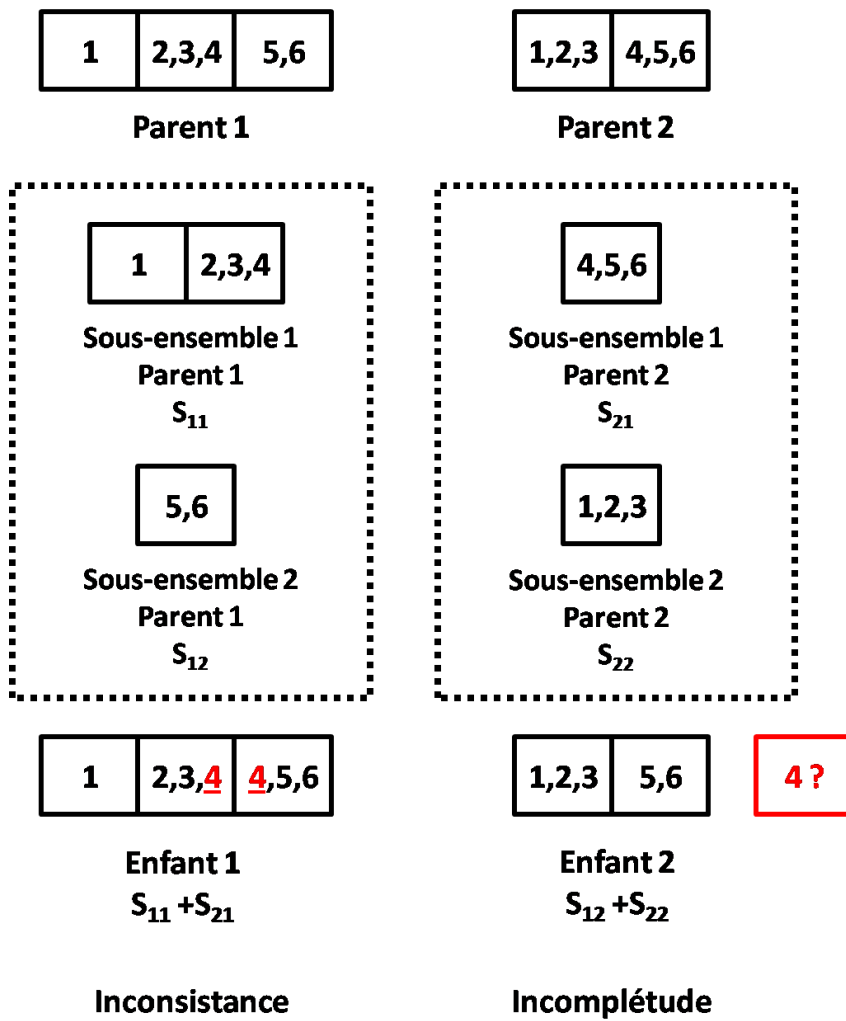 1 2,3,4 5,6
1,2,3 4,5,6
Parent 1
Parent 2
1 2,3,4
Sous-ensemble 1
Parent 1
S11
5,6
Sous-ensemble 2
Parent 1
S12
4,5,6
Sous-ensemble 1
Parent 2
S21
1,2,3
Sous-ensemble 2
Parent 2
S22
1 2,3,4 4,5,6
Enfant 1
S11 +S21
Inconsistance
1,2,3 5,6 4 ?
Enfant 2
S12 +S22
Incomplétude